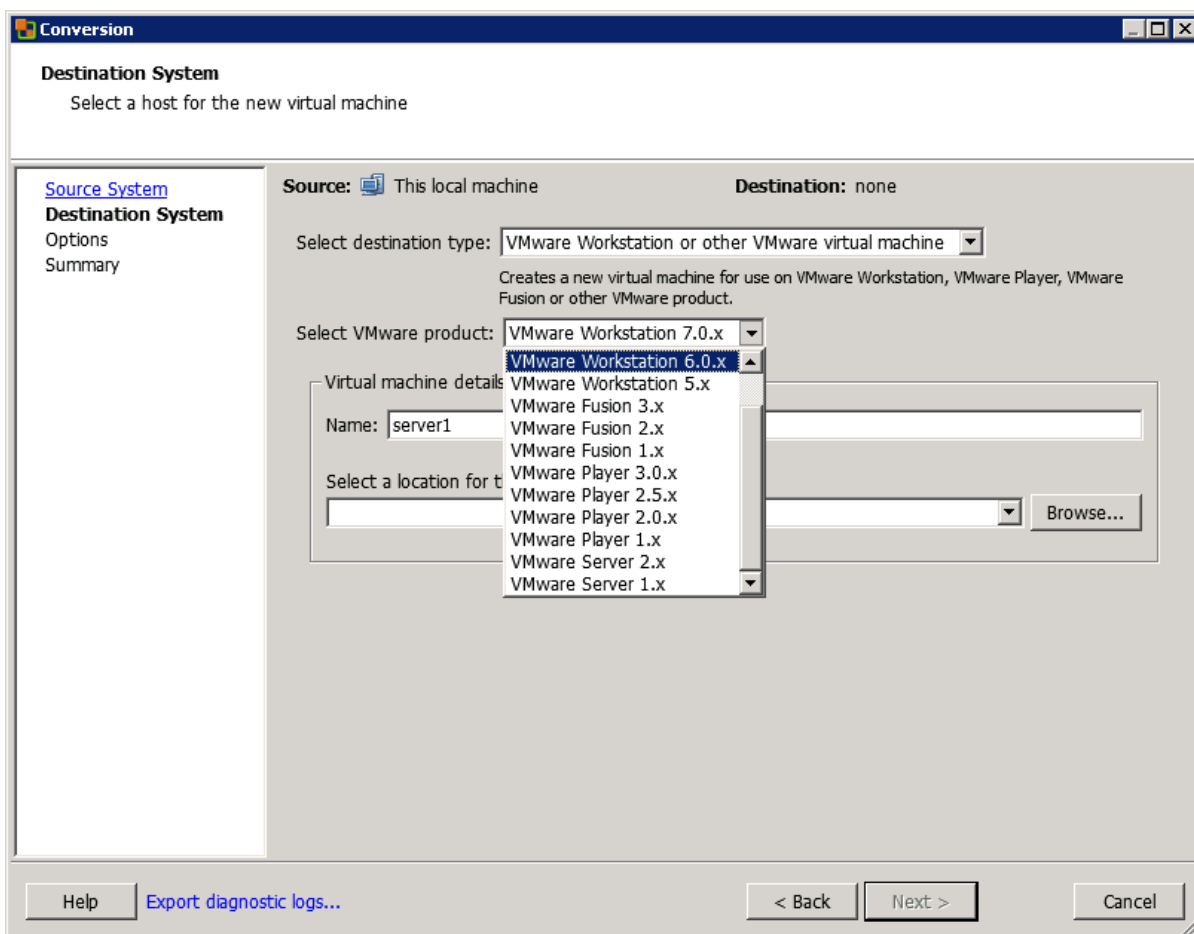 Conversion
Destination System
Select a host for the new virtual machine
Source System
Destination System
Options
Summary
Source: This local machine Destination: none
Select destination type: VMware Workstation or other VMware virtual machine
Creates a new virtual machine for use on VMware Workstation, VMware Player, VMware
Fusion or other VMware product.
Select VMware product: VMware Workstation 7.0.x
VMware Workstation 6.0.x
VMware Workstation 5.x
VMware Fusion 3.x
VMware Fusion 2.x
VMware Fusion 1.x
VMware Player 3.0.x
VMware Player 2.5.x
VMware Player 2.0.x
VMware Player 1.x
VMware Server 2.x
VMware Server 1.x
Virtual machine details
Name: server1
Select a location for t
Browse...
Help Export diagnostic logs... < Back Next > Cancel